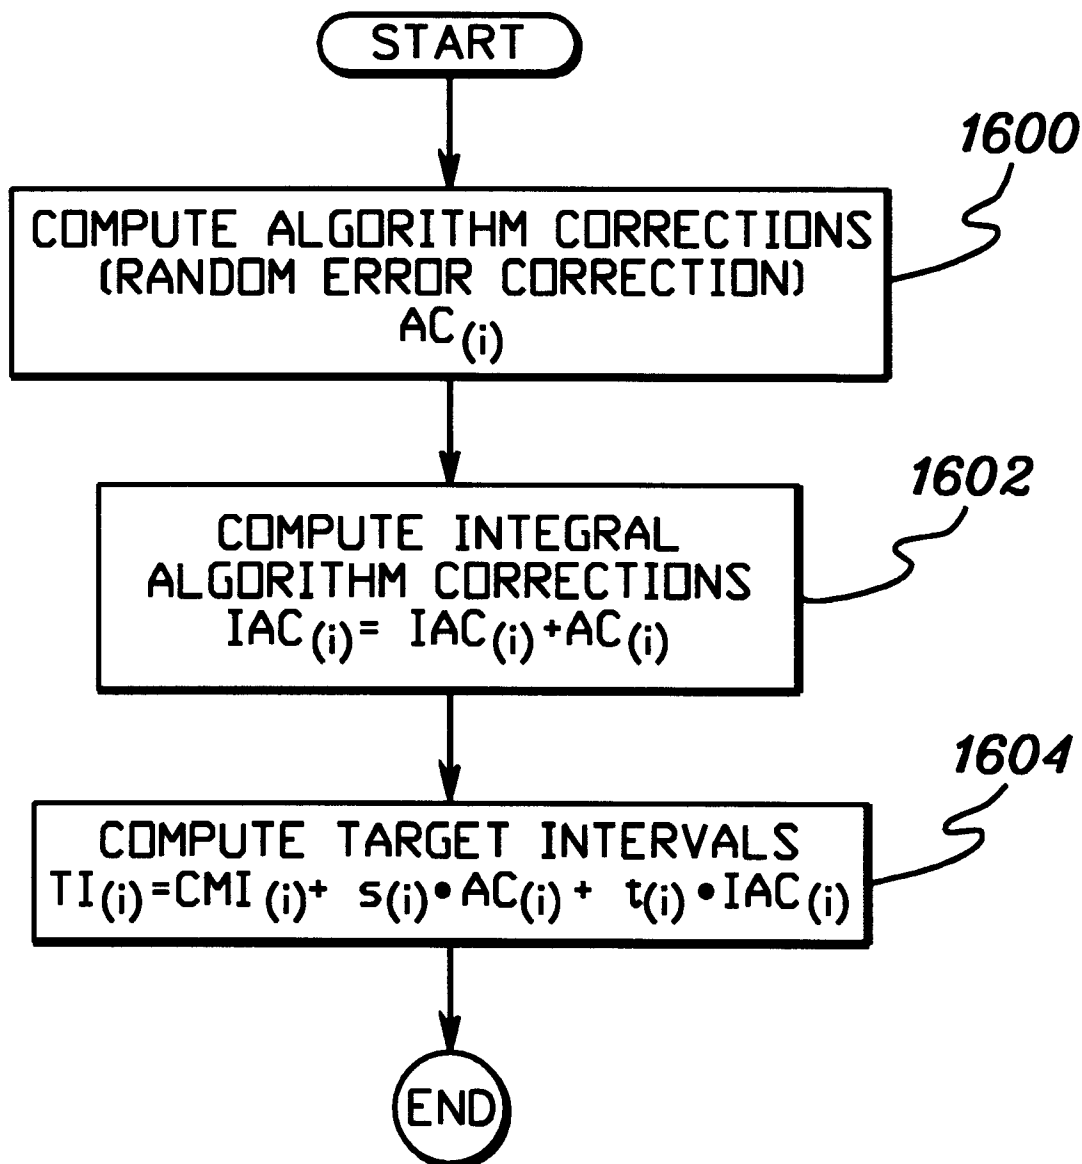 START
1600
COMPUTE ALGORITHM CORRECTIONS
(RANDOM ERROR CORRECTION)
AC(i)
1602
COMPUTE INTEGRAL
ALGORITHM CORRECTIONS
IAC(i)= IAC(i)+AC(i)
1604
COMPUTE TARGET INTERVALS
TI(i)=CMI(i)+ s(i)•AC(i)+ t(i)•IAC(i)
END